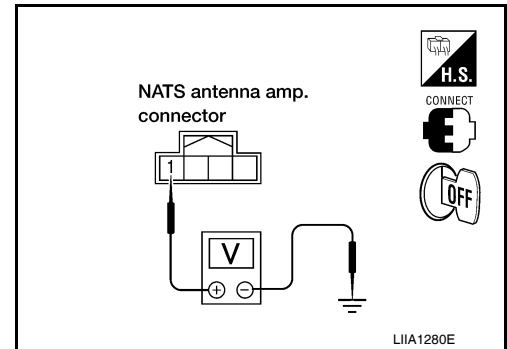 NATS antenna amp.
connector
1
V
+ −
H.S.
CONNECT
OFF
LIIA1280E